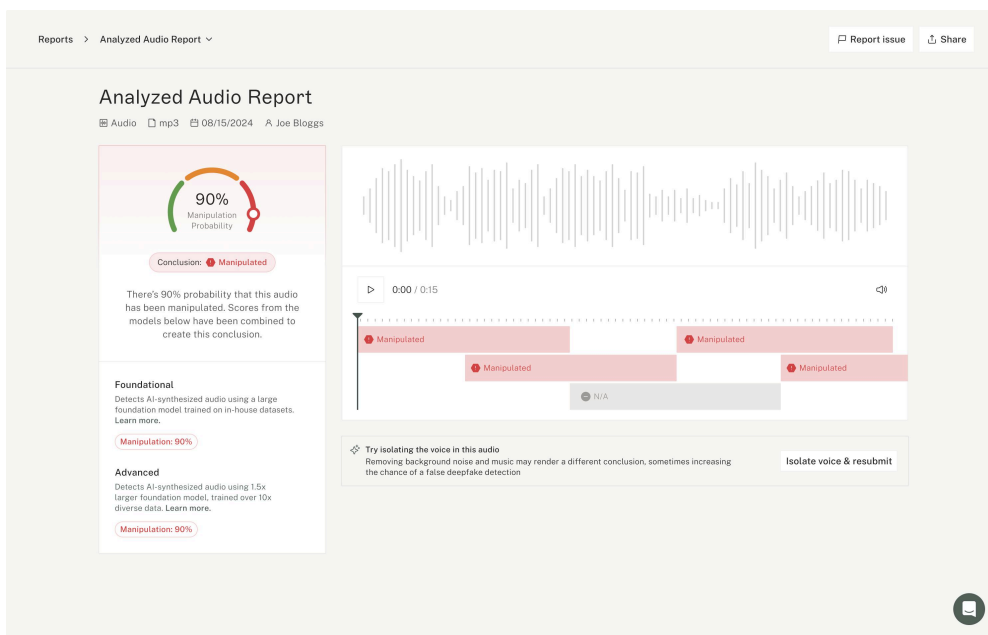 Reports > Analyzed Audio Report
Report issue
Share
Analyzed Audio Report
Audio mp3 08/15/2024 Joe Bloggs
90%
Manipulation
Probability
Conclusion: Manipulated
There's 90% probability that this audio
has been manipulated. Scores from the
models below have been combined to
create this conclusion.
Foundational
Detects AI-synthesized audio using a large
foundation model trained on in-house datasets.
Learn more.
Manipulation: 90%
Advanced
Detects AI-synthesized audio using 1.5x
larger foundation model, trained over 10x
diverse data. Learn more.
Manipulation: 90%
0:00 / 0:15
Manipulated
Manipulated
Manipulated
Manipulated
N/A
Try isolating the voice in this audio
Removing background noise and music may render a different conclusion, sometimes increasing
the chance of a false deepfake detection
Isolate voice & resubmit